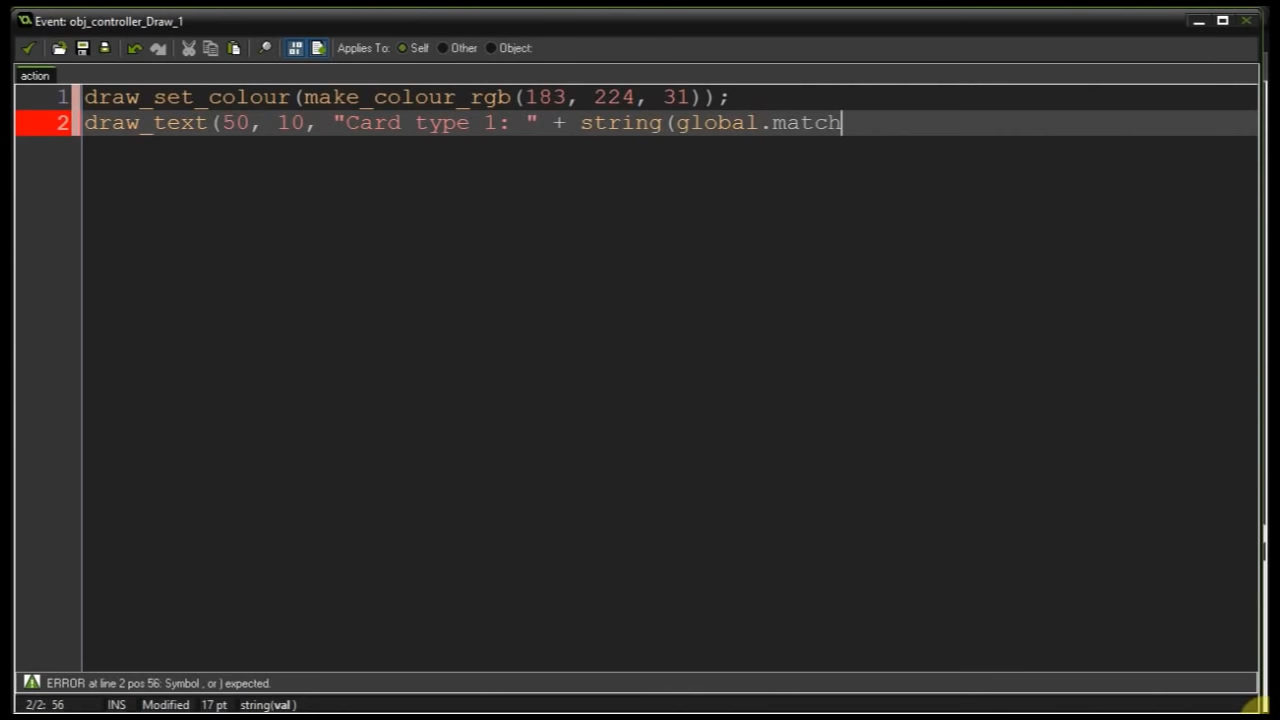 Event: obj_controller_Draw_1
Applies To: Self Other Object:
action
1 draw_set_colour(make_colour_rgb(183, 224, 31));
2 draw_text(50, 10, "Card type 1: " + string(global.match
ERROR at line 2 pos 56: Symbol , or ) expected.
2/2: 56 INS Modified 17 pt string(val )